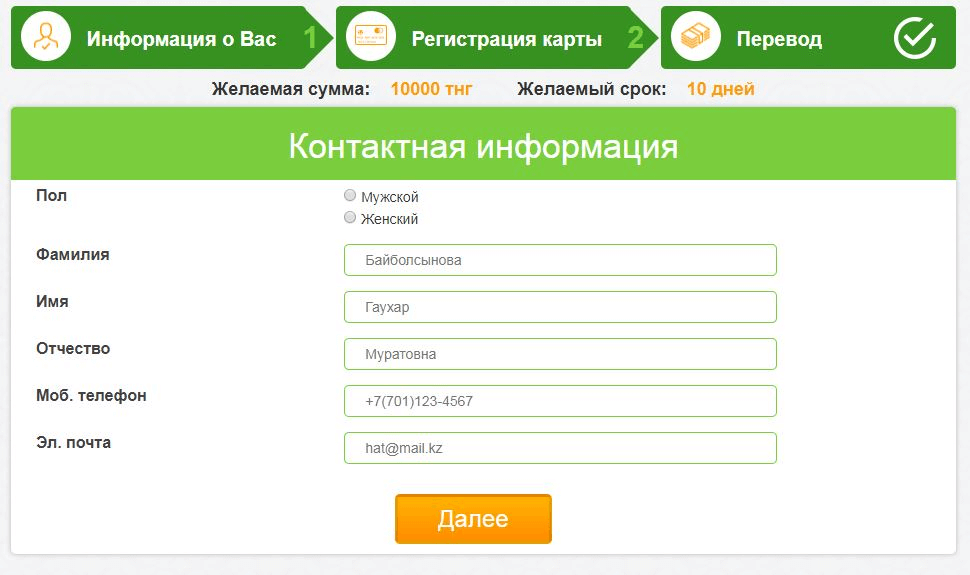 Информация о Вас 1 Регистрация карты 2 Перевод
Желаемая сумма: 10000 тнг Желаемый срок: 10 дней
Контактная информация
Пол
Мужской
Женский
Фамилия Байболсынова
Имя Гаухар
Отчество Муратовна
Моб. телефон +7(701)123-4567
Эл. почта hat@mail.kz
Далее